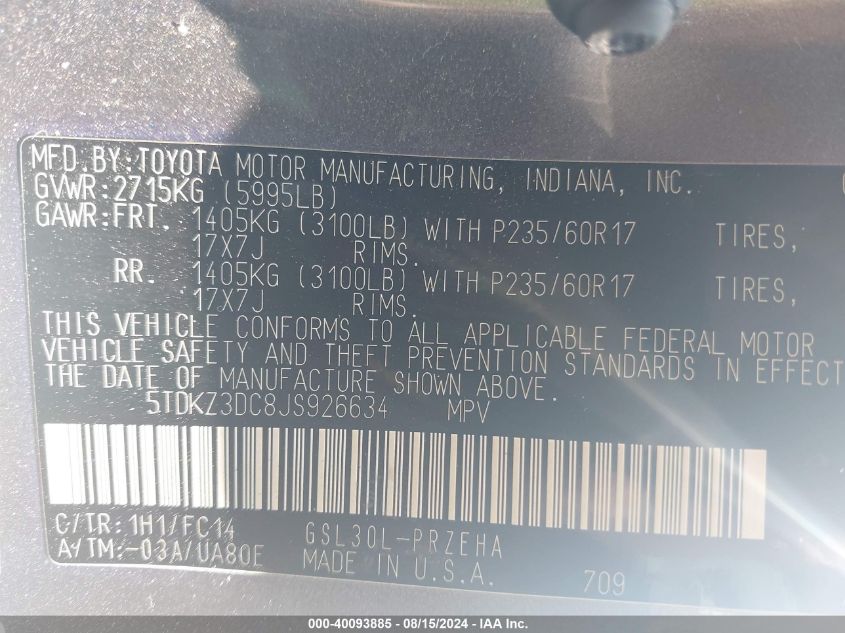 MFD.BY:TOYOTA MOTOR MANUFACTURING, INDIANA, INC.
GVWR:2715KG (5995LB)
GAWR:FRT. 1405KG (3100LB) WITH P235/60R17 TIRES,
17X7J RIMS.
RR. 1405KG (3100LB) WITH P235/60R17 TIRES,
17X7J RIMS.
THIS VEHICLE CONFORMS TO ALL APPLICABLE FEDERAL MOTOR
VEHICLE SAFETY AND THEFT PREVENTION STANDARDS IN EFFECT
THE DATE OF MANUFACTURE SHOWN ABOVE.
5TDKZ3DC8JS926634 MPV
C/TR: 1H1/FC14 GSL30L-PRZEHA
A/TM:-03A/UA80E MADE IN U.S.A. 709
000-40093885 - 08/15/2024 - IAA Inc.